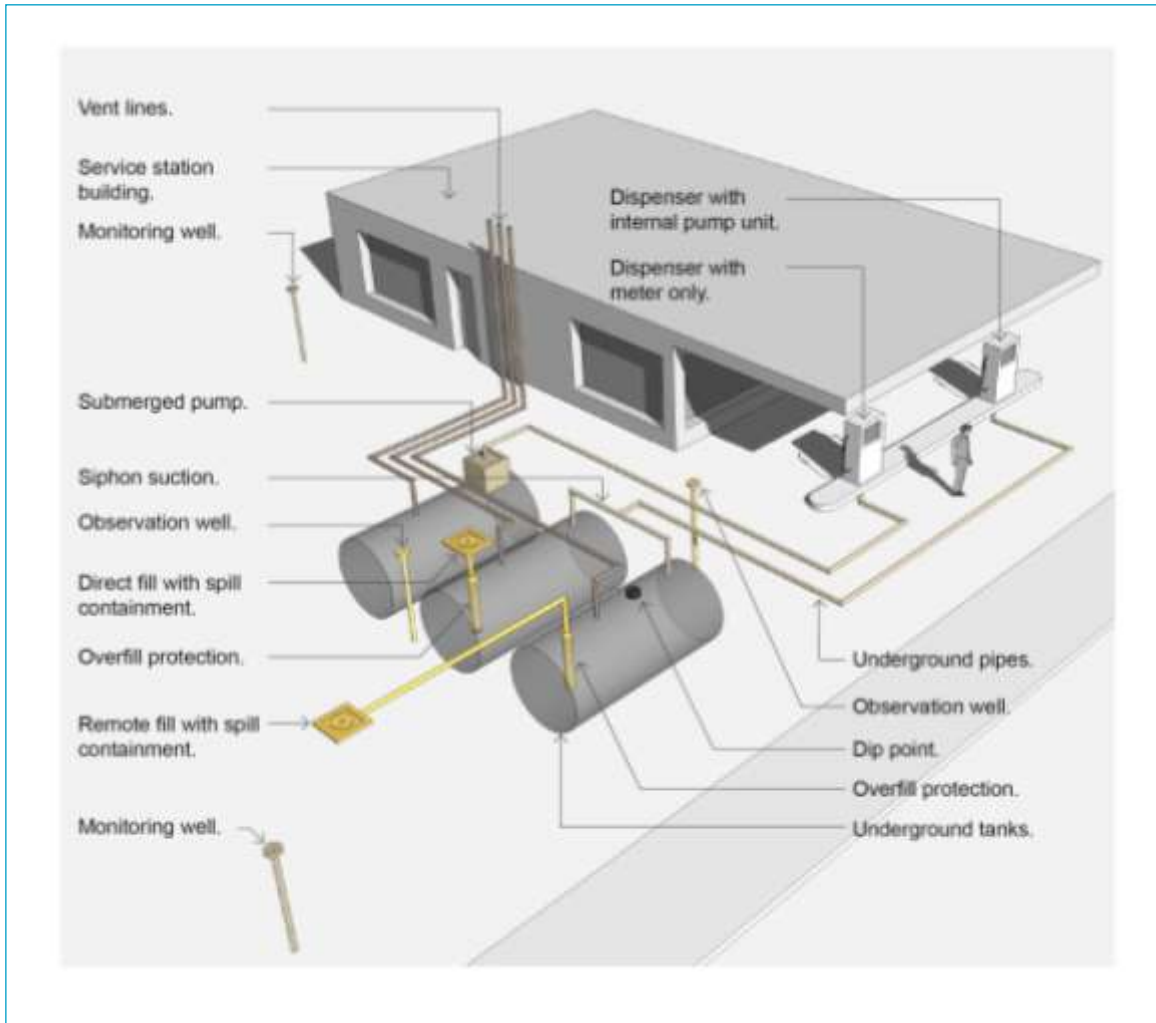 Vent lines.
Service station
building.
Monitoring well.
Dispenser with
internal pump unit.
Dispenser with
meter only.
Submerged pump.
Siphon suction.
Observation well.
Direct fill with spill
containment.
Overfill protection.
Remote fill with spill
containment.
Monitoring well.
Underground pipes.
Observation well.
Dip point.
Overfill protection.
Underground tanks.